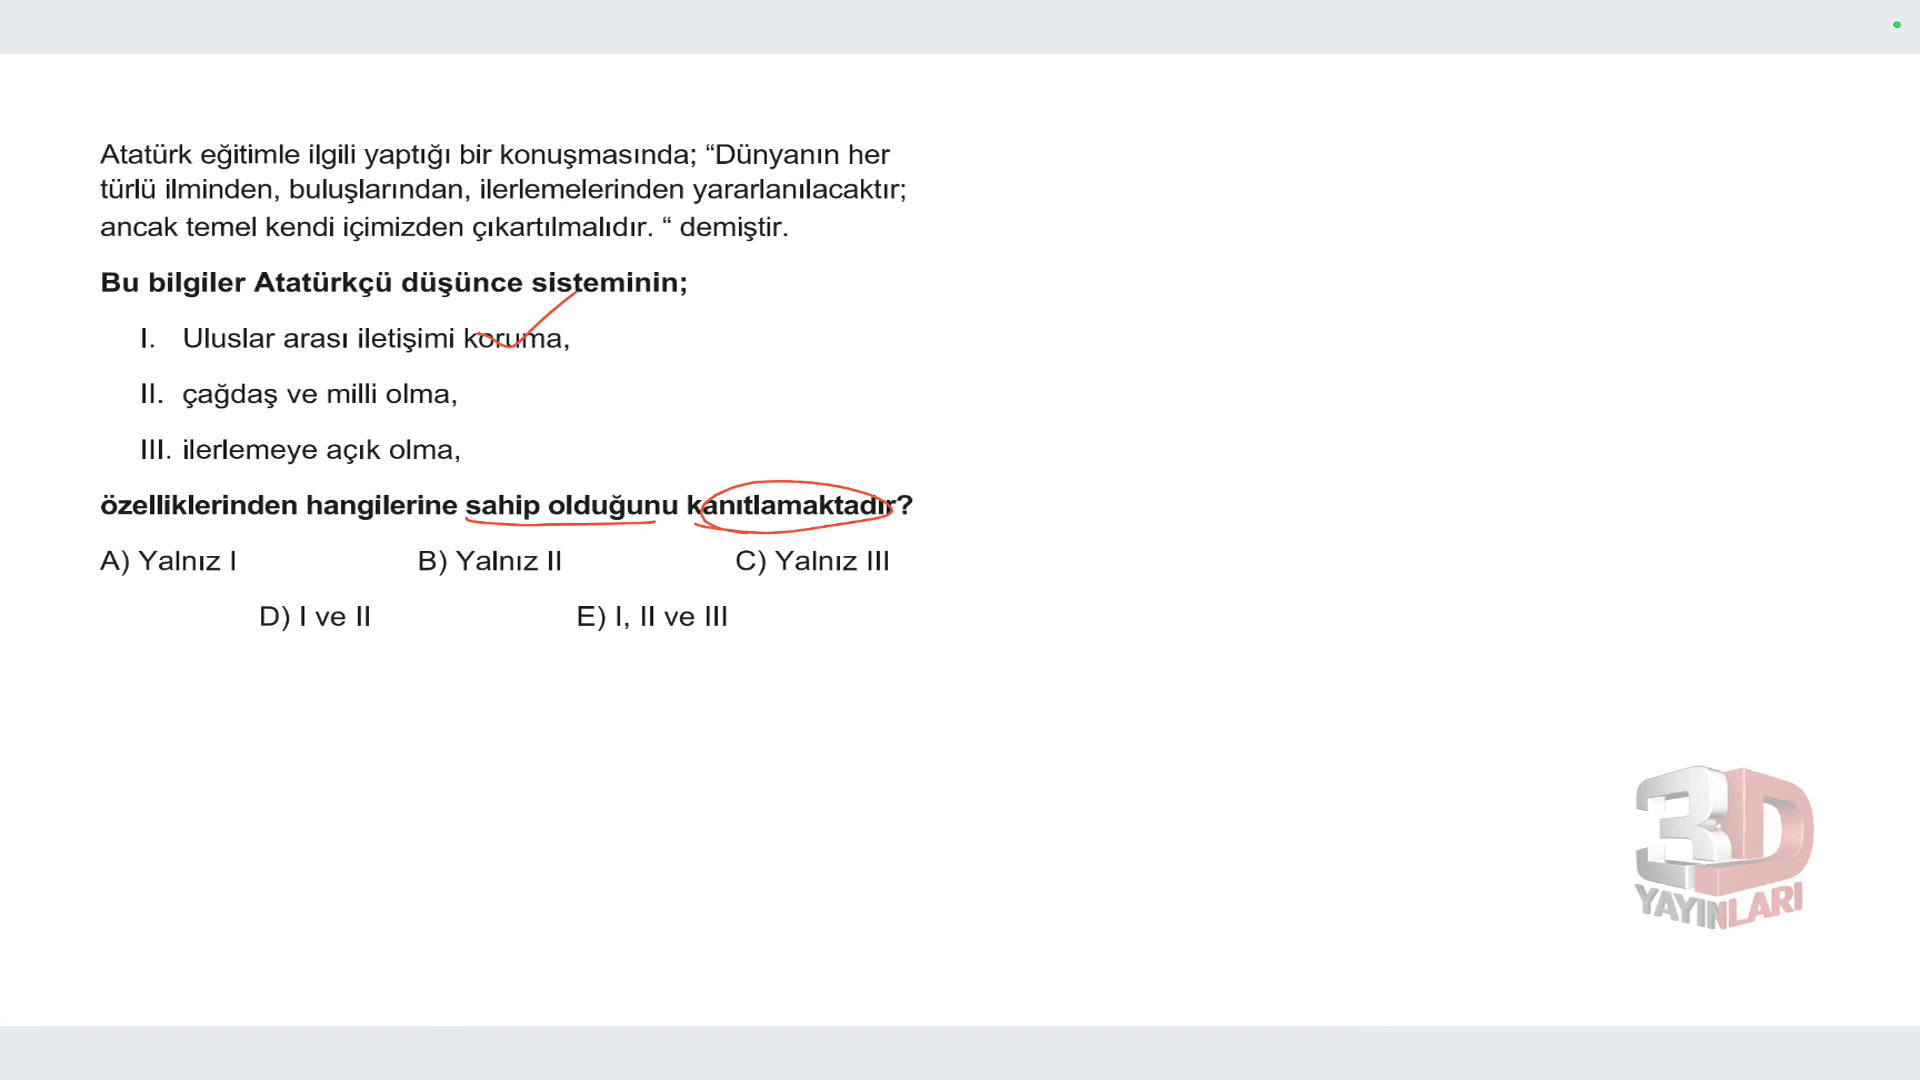 Atatürk eğitimle ilgili yaptığı bir konuşmasında; “Dünyanın her
türlü ilminden, buluşlarından, ilerlemelerinden yararlanılacaktır;
ancak temel kendi içimizden çıkartılmalıdır. “ demiştir.
Bu bilgiler Atatürkçü düşünce sisteminin;
I. Uluslar arası iletişimi koruma,
II. çağdaş ve milli olma,
III. ilerlemeye açık olma,
özelliklerinden hangilerine sahip olduğunu kanıtlamaktadır?
A) Yalnız I B) Yalnız II C) Yalnız III
D) I ve II E) I, II ve III
3D
YAYINLARI